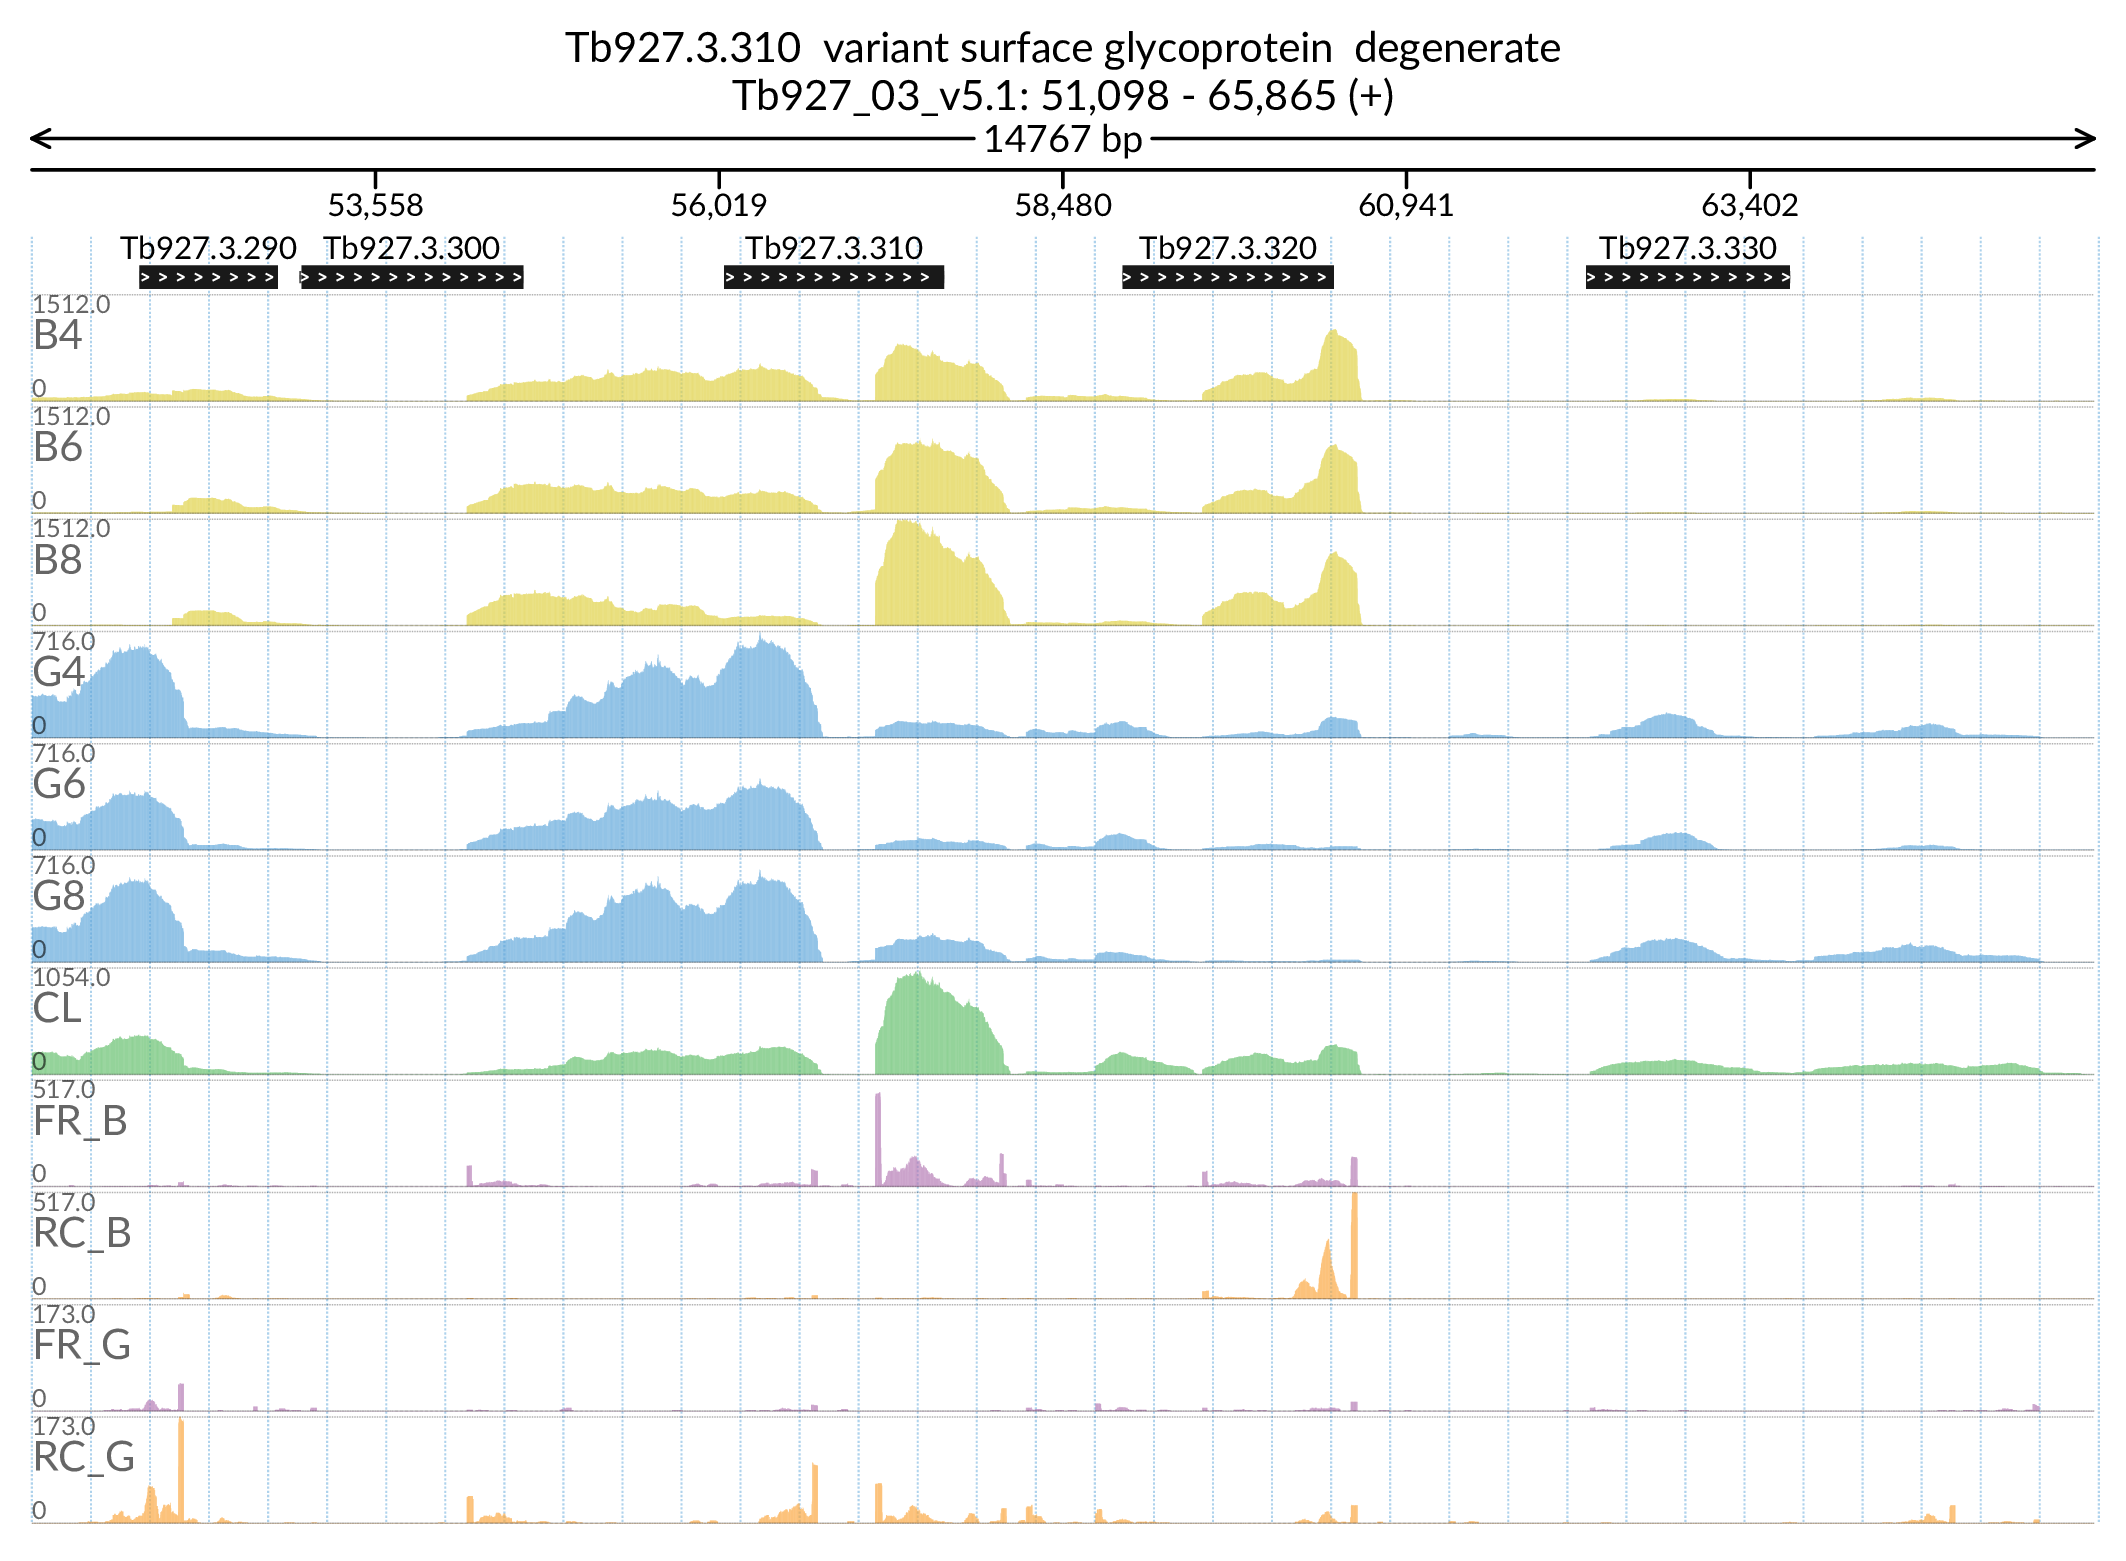 Tb927.3.310  variant surface glycoprotein  degenerate
Tb927_03_v5.1: 51,098 - 65,865 (+)
14767 bp
53,558 56,019 58,480 60,941 63,402
Tb927.3.290 Tb927.3.300 Tb927.3.310 Tb927.3.320 Tb927.3.330
1512.0
B4
0
1512.0
B6
0
1512.0
B8
0
716.0
G4
0
716.0
G6
0
716.0
G8
0
1054.0
CL
0
517.0
FR_B
0
517.0
RC_B
0
173.0
FR_G
0
173.0
RC_G
0